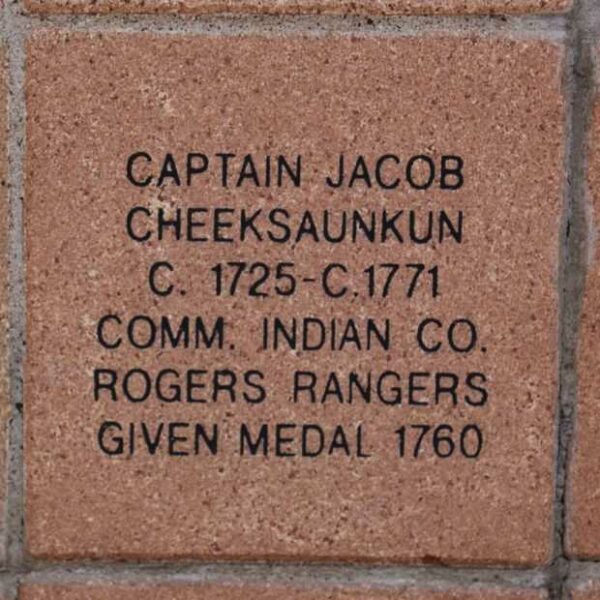 CAPTAIN JACOB
CHEEKSAUNKUN
C. 1725-C.1771
COMM. INDIAN CO.
ROGERS RANGERS
GIVEN MEDAL 1760